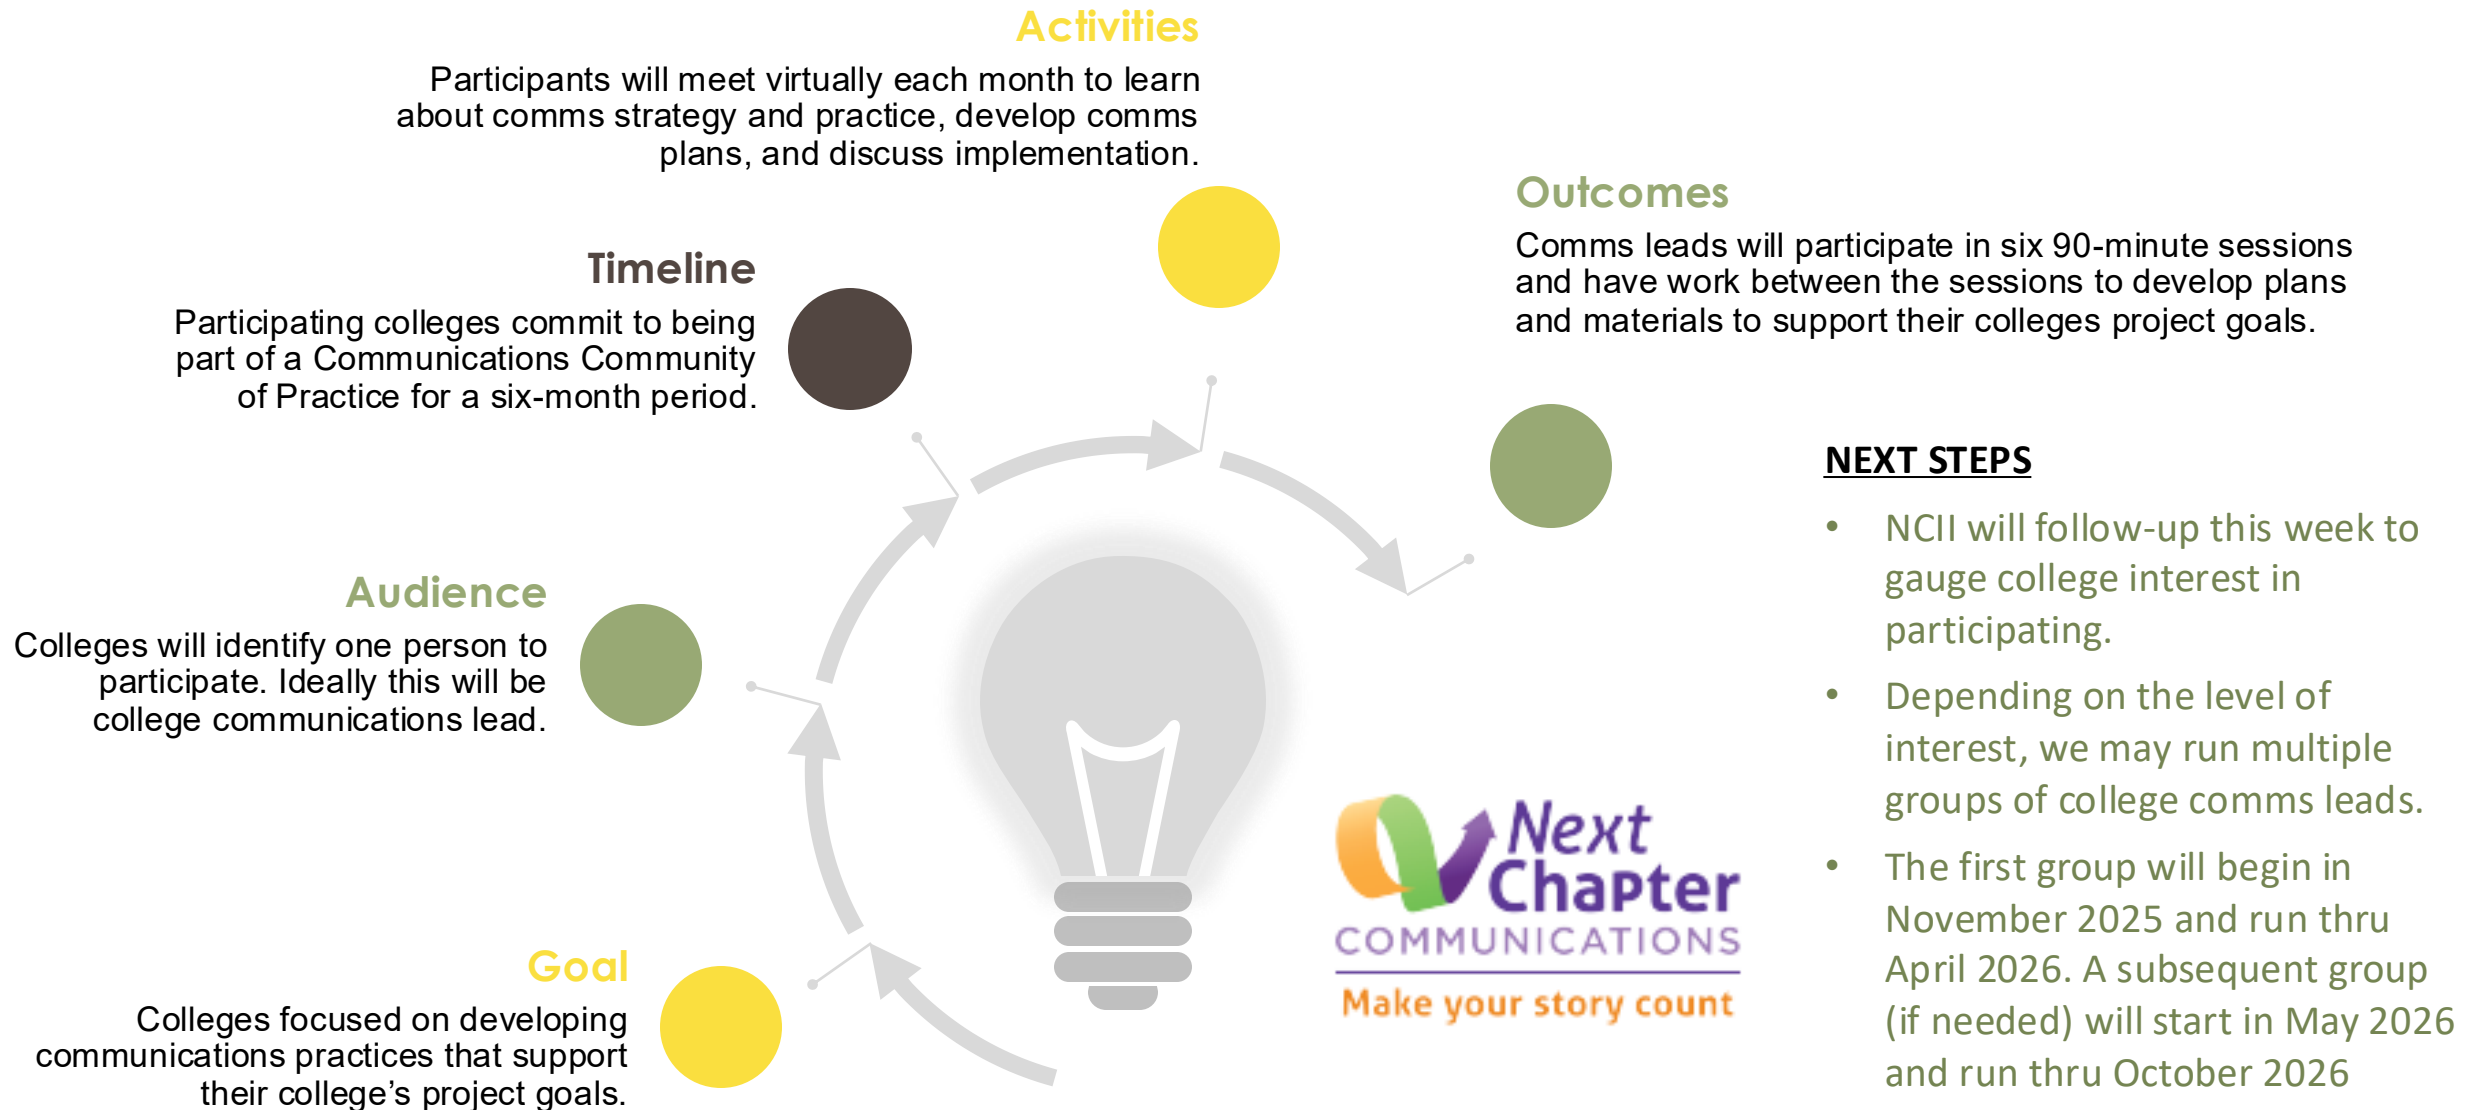 Activities
Participants will meet virtually each month to learn
about comms strategy and practice, develop comms
plans, and discuss implementation.
Outcomes
Comms leads will participate in six 90-minute sessions
and have work between the sessions to develop plans
and materials to support their colleges project goals.
Timeline
Participating colleges commit to being
part of a Communications Community
of Practice for a six-month period.
Audience
Colleges will identify one person to
participate. Ideally this will be
college communications lead.
Goal
Colleges focused on developing
communications practices that support
their college’s project goals.
Next
Chapter
COMMUNICATIONS
Make your story count
NEXT STEPS
• NCII will follow-up this week to
gauge college interest in
participating.
• Depending on the level of
interest, we may run multiple
groups of college comms leads.
• The first group will begin in
November 2025 and run thru
April 2026. A subsequent group
(if needed) will start in May 2026
and run thru October 2026